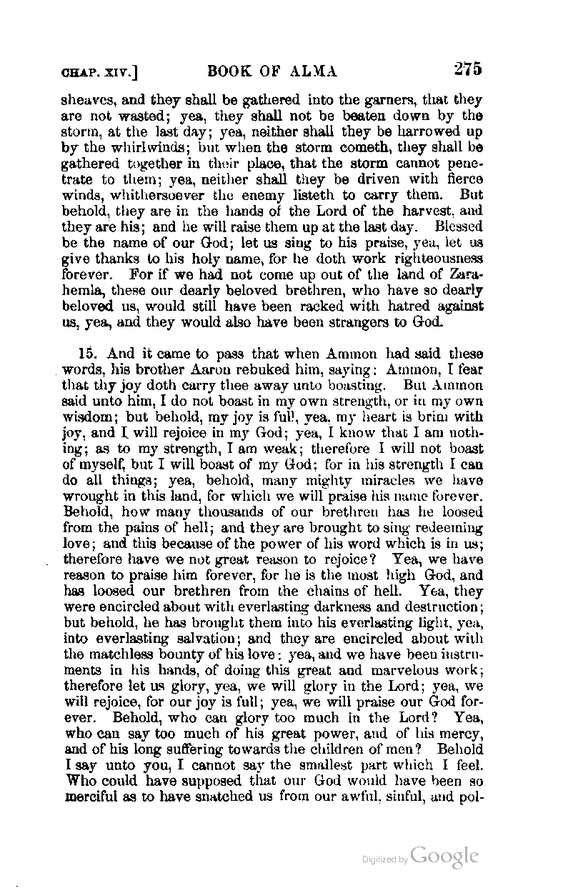 CHAP. XIV.] BOOK OF ALMA 275
sheaves, and they shall be gathered into the garners, that they
are not wasted; yea, they shall not be beaten down by the
storm, at the last day; yea, neither shall they be harrowed up
by the whirlwinds; but when the storm cometh, they shall be
gathered together in their place, that the storm cannot pene-
trate to them; yea, neither shall they be driven with fierce
winds, whithersoever the enemy listeth to carry them. But
behold, they are in the hands of the Lord of the harvest, and
they are his; and he will raise them up at the last day. Blessed
be the name of our God; let us sing to his praise, yea, let us
give thanks to his holy name, for he doth work righteousness
forever. For if we had not come up out of the land of Zara-
hemla, these our dearly beloved brethren, who have so dearly
beloved us, would still have been racked with hatred against
us, yea, and they would also have been strangers to God.
15. And it came to pass that when Ammon had said these
words, his brother Aaron rebuked him, saying: Ammon, I fear
that thy joy doth carry thee away unto boasting. But Ammon
said unto him, I do not boast in my own strength, or in my own
wisdom; but behold, my joy is full, yea, my heart is brim with
joy, and I will rejoice in my God; yea, I know that I am noth-
ing; as to my strength, I am weak; therefore I will not boast
of myself, but I will boast of my God; for in his strength I can
do all things; yea, behold, many mighty miracles we have
wrought in this land, for which we will praise his name forever.
Behold, how many thousands of our brethren has he loosed
from the pains of hell; and they are brought to sing redeeming
love; and this because of the power of his word which is in us;
therefore have we not great reason to rejoice? Yea, we have
reason to praise him forever, for he is the most high God, and
has loosed our brethren from the chains of hell. Yea, they
were encircled about with everlasting darkness and destruction;
but behold, he has brought them into his everlasting light, yea,
into everlasting salvation; and they are encircled about with
the matchless bounty of his love; yea, and we have been instru-
ments in his hands, of doing this great and marvelous work;
therefore let us glory, yea, we will glory in the Lord; yea, we
will rejoice, for our joy is full; yea, we will praise our God for-
ever. Behold, who can glory too much in the Lord? Yea,
who can say too much of his great power, and of his mercy,
and of his long suffering towards the children of men? Behold
I say unto you, I cannot say the smallest part which I feel.
Who could have supposed that our God would have been so
merciful as to have snatched us from our awful, sinful, and pol-
Digitized by Google